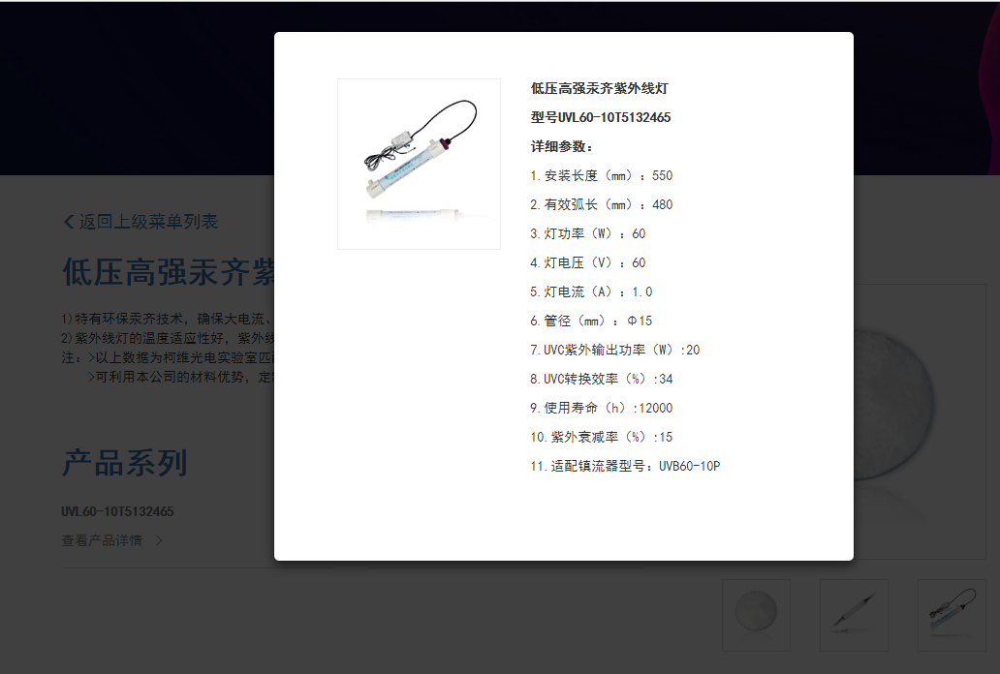 低压高强汞齐紫外线灯
型号UVL60-10T5132465
详细参数：
1.安装长度（mm）：550
2.有效弧长（mm）：480
3.灯功率（W）：60
4.灯电压（V）：60
5.灯电流（A）：1.0
6.管径（mm）：Φ15
7.UVC紫外输出功率（W）:20
8.UVC转换效率（%）:34
9.使用寿命（h）:12000
10.紫外衰减率（%）:15
11.适配镇流器型号：UVB60-10P
返回上级菜单列表
低压高强汞齐紫
1)特有环保汞齐技术，确保大电流、
2)紫外线灯的温度适应性好，紫外线
注：>以上数据为柯维光电实验室匹
>可利用本公司的材料优势，定
产品系列
UVL60-10T5132465
查看产品详情 >